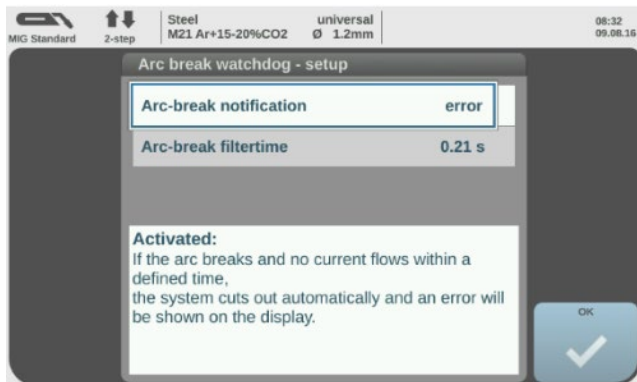 Steel universal 08:32
MIG Standard 2-step M21 Ar+15-20%CO2 Ø 1.2mm 09.08.16
Arc break watchdog - setup
Arc-break notification error
Arc-break filtertime 0.21 s
Activated:
If the arc breaks and no current flows within a
defined time,
the system cuts out automatically and an error will
be shown on the display.
OK